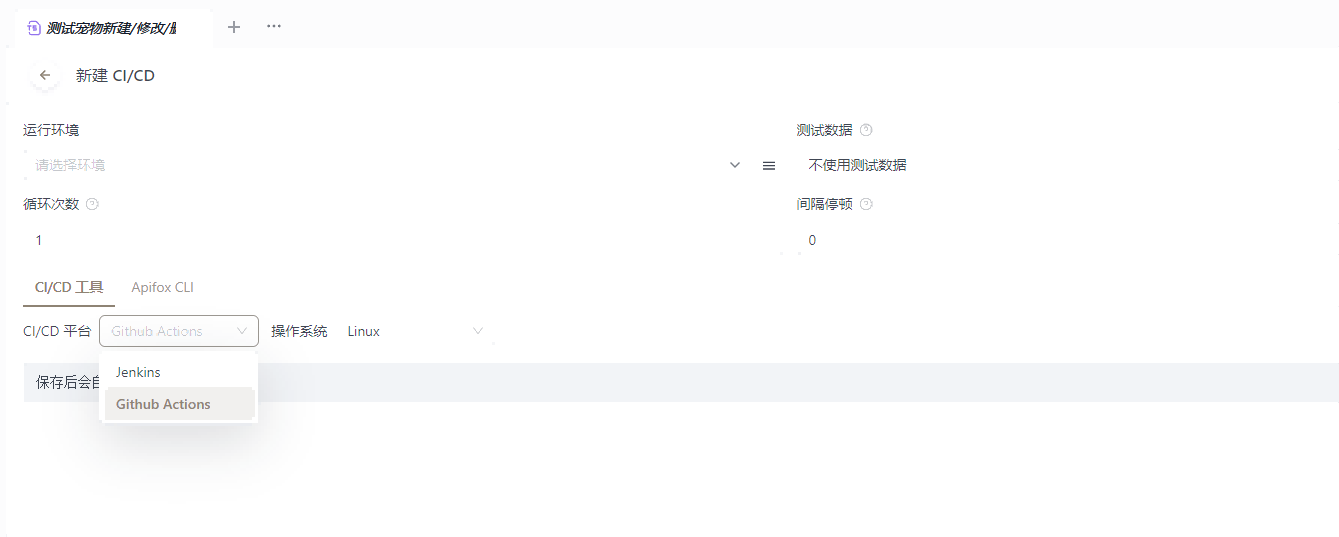 测试宠物新建/修改/
新建 CI/CD
运行环境
测试数据
请选择环境
不使用测试数据
循环次数
间隔停顿
1
0
CI/CD 工具
Apifox CLI
CI/CD 平台
Github Actions
操作系统
Linux
Jenkins
保存后会自
Github Actions